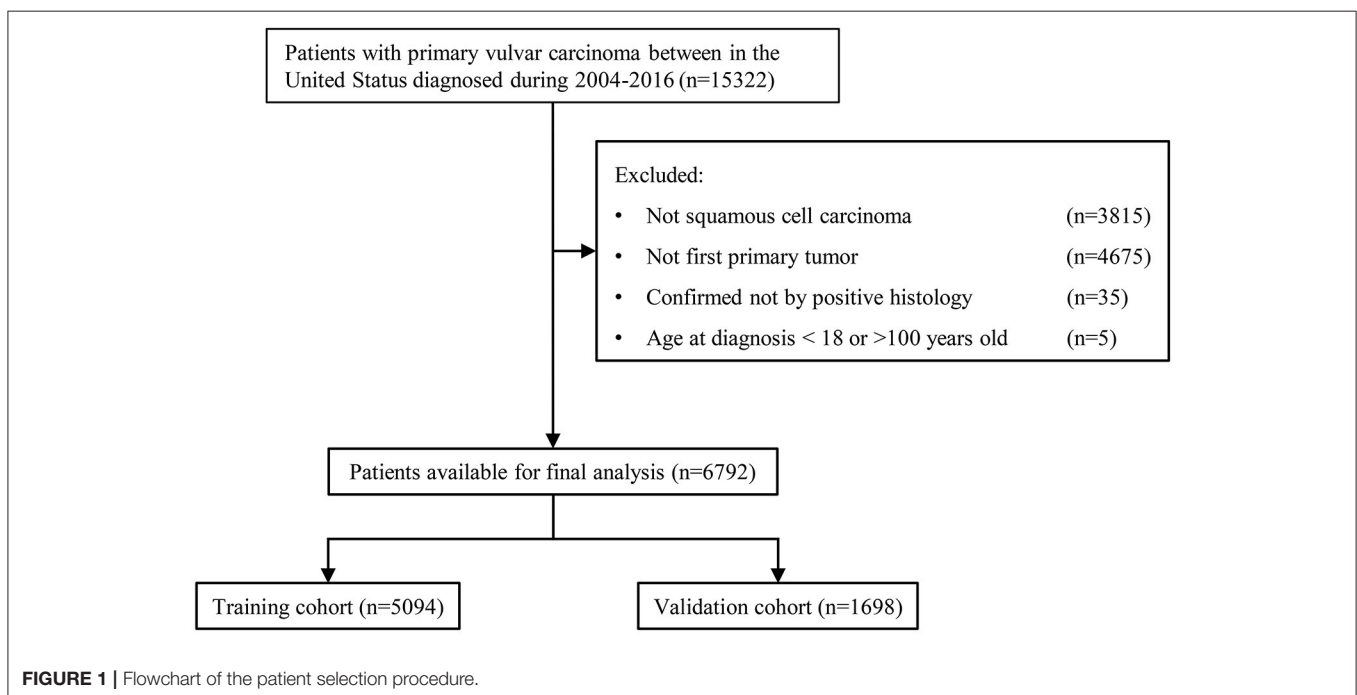 Patients with primary vulvar carcinoma between in the
United Status diagnosed during 2004-2016 (n=15322)
Excluded:
• Not squamous cell carcinoma (n=3815)
• Not first primary tumor (n=4675)
• Confirmed not by positive histology (n=35)
• Age at diagnosis < 18 or >100 years old (n=5)
Patients available for final analysis (n=6792)
Training cohort (n=5094)
Validation cohort (n=1698)
FIGURE 1 | Flowchart of the patient selection procedure.